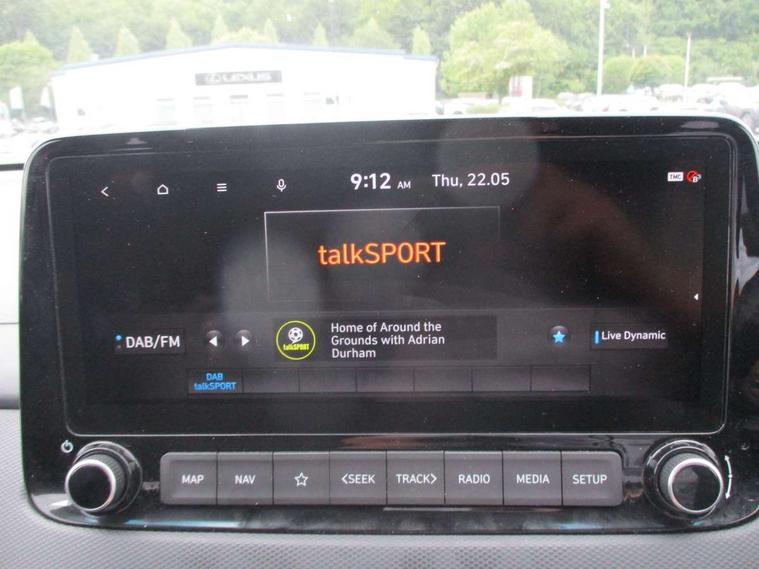 LEXUS
9:12 AM Thu, 22.05
TMC
talkSPORT
DAB/FM
talkSPORT
Home of Around the
Grounds with Adrian
Durham
Live Dynamic
DAB
talkSPORT
MAP
NAV
<SEEK
TRACK>
RADIO
MEDIA
SETUP